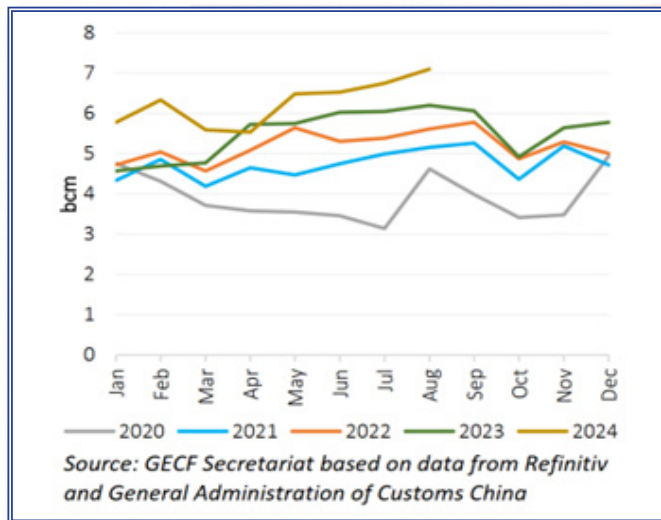 8
7
6
5
4
3
2
1
0
bcm
Jan
Feb
Mar
Apr
May
Jun
Jul
Aug
Sep
Oct
Nov
Dec
2020 2021 2022 2023 2024
Source: GECF Secretariat based on data from Refinitiv
and General Administration of Customs China